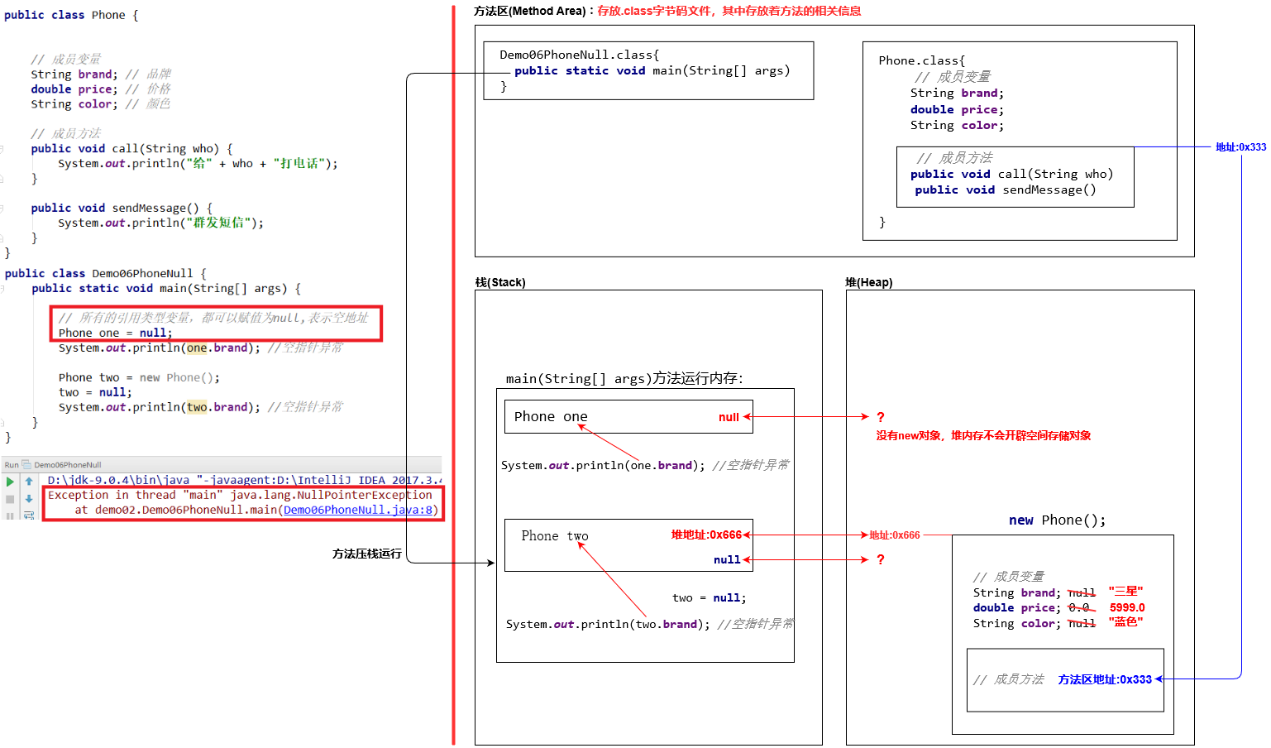 public class Phone {
// 成员变量
String brand; // 品牌
double price; // 价格
String color; // 颜色
// 成员方法
public void call(String who) {
System.out.println("给" + who + "打电话");
}
public void sendMessage() {
System.out.println("群发短信");
}
}
public class Demo06PhoneNull {
public static void main(String[] args) {
// 所有的引用类型变量，都可以赋值为null,表示空地址
Phone one = null;
System.out.println(one.brand); //空指针异常
Phone two = new Phone();
two = null;
System.out.println(two.brand); //空指针异常
}
}
Run Demo06PhoneNull
D:\jdk-9.0.4\bin\java "-javaagent:D:\IntelliJ IDEA 2017.3.4
Exception in thread "main" java.lang.NullPointerException
at demo02.Demo06PhoneNull.main(Demo06PhoneNull.java:8)
方法压栈运行
方法区(Method Area)：存放.class字节码文件，其中存放着方法的相关信息
Demo06PhoneNull.class{
public static void main(String[] args)
}
Phone.class{
// 成员变量
String brand;
double price;
String color;
// 成员方法
public void call(String who)
public void sendMessage()
}
地址:0x333
栈(Stack)
main(String[] args)方法运行内存:
Phone one null
System.out.println(one.brand); //空指针异常
Phone two 堆地址:0x666
null
two = null;
System.out.println(two.brand); //空指针异常
堆(Heap)
?
没有new对象，堆内存不会开辟空间存储对象
new Phone();
地址:0x666
?
// 成员变量
String brand; null "三星"
double price; 0.0 5999.0
String color; null "蓝色"
// 成员方法 方法区地址:0x333